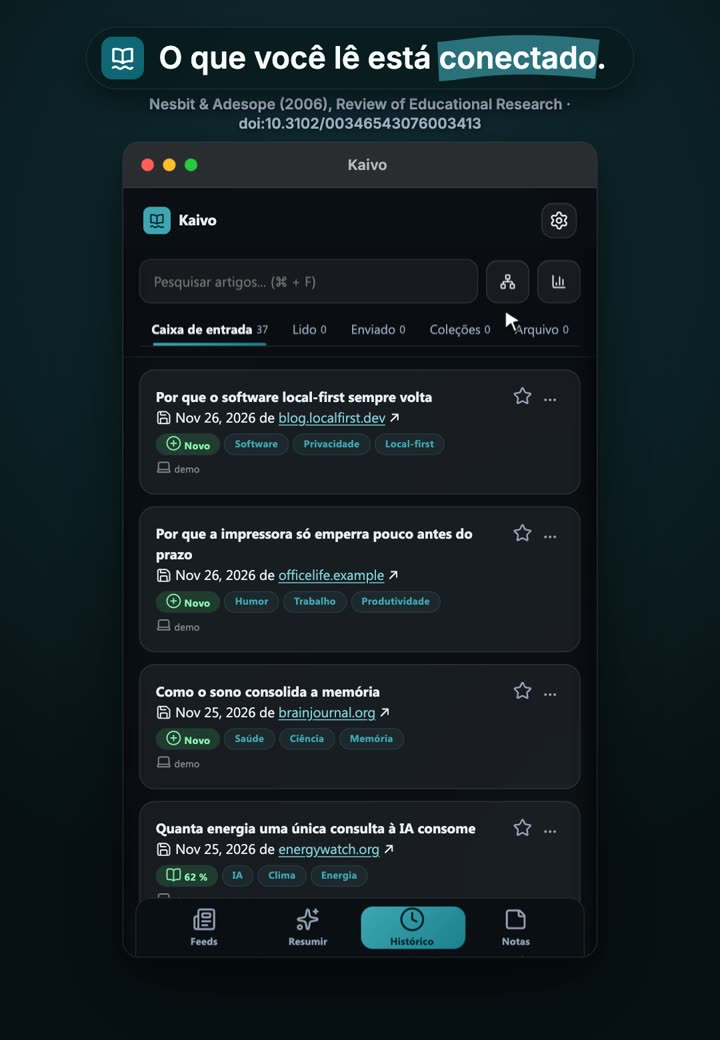 O que você lê está conectado.
Nesbit & Adesope (2006), Review of Educational Research ·
doi:10.3102/00346543076003413
Kaivo
Kaivo
Pesquisar artigos... (⌘ + F)
Caixa de entrada 37 Lido 0 Enviado 0 Coleções 0 Arquivo 0
Por que o software local-first sempre volta
...
Nov 26, 2026 de blog.localfirst.dev ↗
Novo Software Privacidade Local-first
demo
Por que a impressora só emperra pouco antes do
prazo
...
Nov 26, 2026 de officelife.example ↗
Novo Humor Trabalho Produtividade
demo
Como o sono consolida a memória
...
Nov 25, 2026 de brainjournal.org ↗
Novo Saúde Ciência Memória
demo
Quanta energia uma única consulta à IA consome
...
Nov 25, 2026 de energywatch.org ↗
62 % IA Clima Energia
Feeds Resumir Histórico Notas